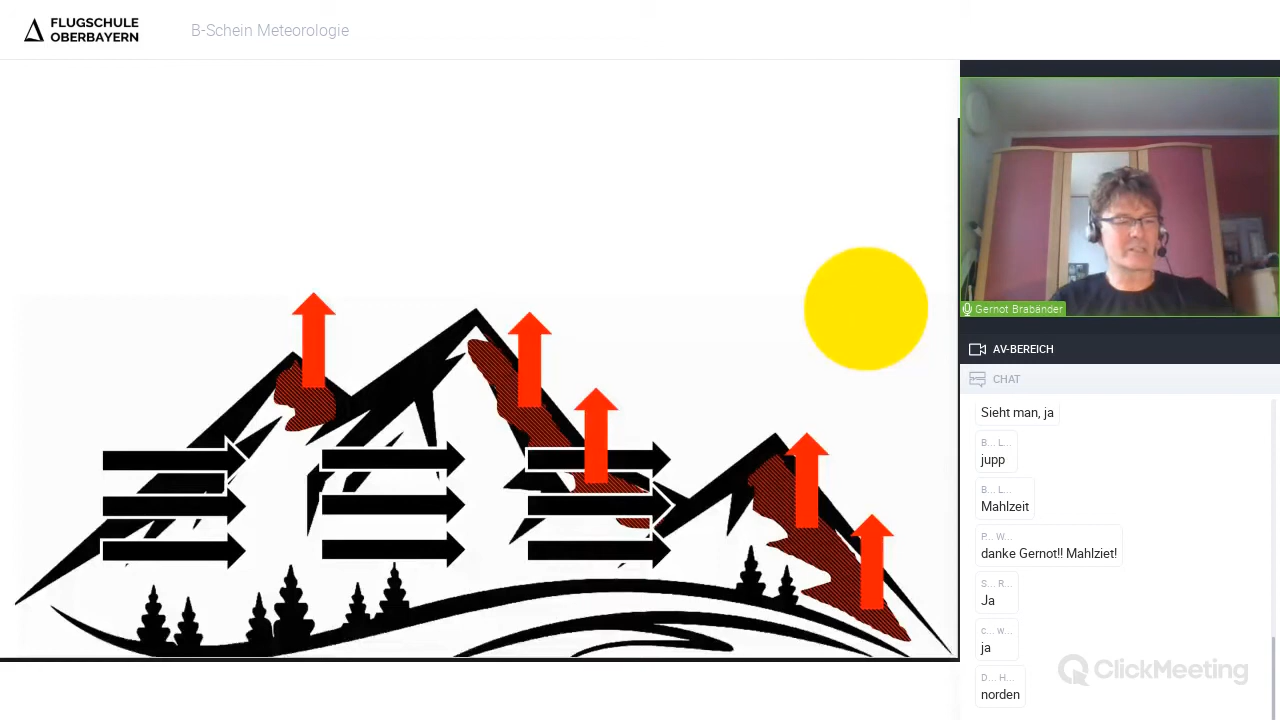 FLUGSCHULE
OBERBAYERN
B-Schein Meteorologie
Gernot Brabänder
AV-BEREICH
CHAT
Sieht man, ja
B... L...
jupp
B... L...
Mahlzeit
P... W...
danke Gernot!! Mahlziet!
S... R...
Ja
c... w...
ja
D... H...
norden
ClickMeeting